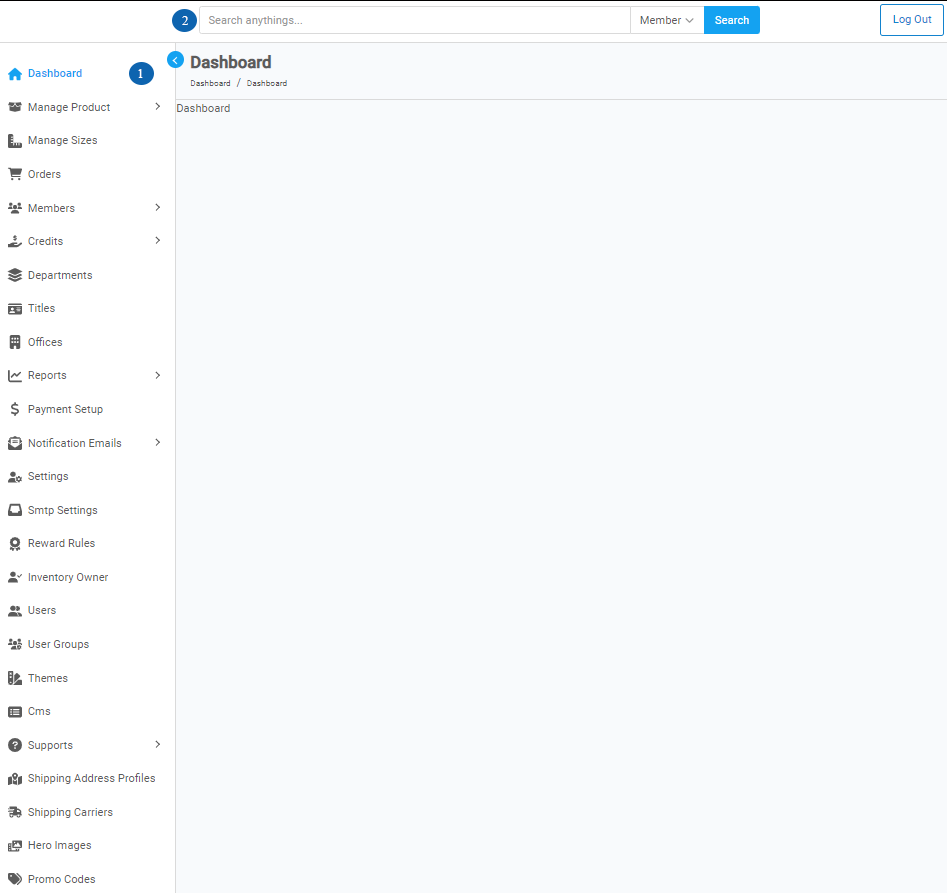 2
Search anythings...
Member
Search
Log Out
Dashboard
1
Manage Product
Manage Sizes
Orders
Members
Credits
Departments
Titles
Offices
Reports
Payment Setup
Notification Emails
Settings
Smtp Settings
Reward Rules
Inventory Owner
Users
User Groups
Themes
Cms
Supports
Shipping Address Profiles
Shipping Carriers
Hero Images
Promo Codes
Dashboard
Dashboard / Dashboard
Dashboard